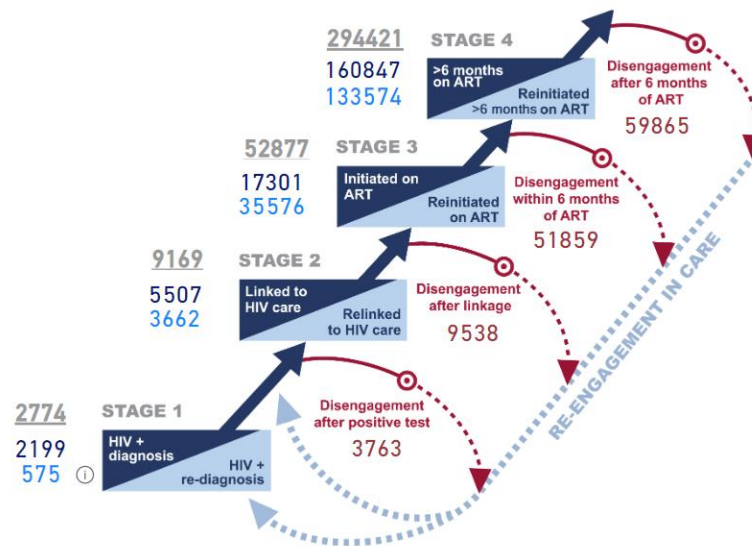 294421
STAGE 4
160847
133574
>6 months
on ART
Reinitiated
>6 months on ART
Disengagement
after 6 months
of ART
59865
52877
STAGE 3
17301
35576
Initiated on
ART
Reinitiated
on ART
Disengagement
within 6 months
of ART
51859
9169
STAGE 2
5507
3662
Linked to
HIV care
Relinked
to HIV care
Disengagement
after linkage
9538
RE-ENGAGEMENT IN CARE
2774
STAGE 1
2199
575
i
HIV +
diagnosis
HIV +
re-diagnosis
Disengagement
after positive test
3763